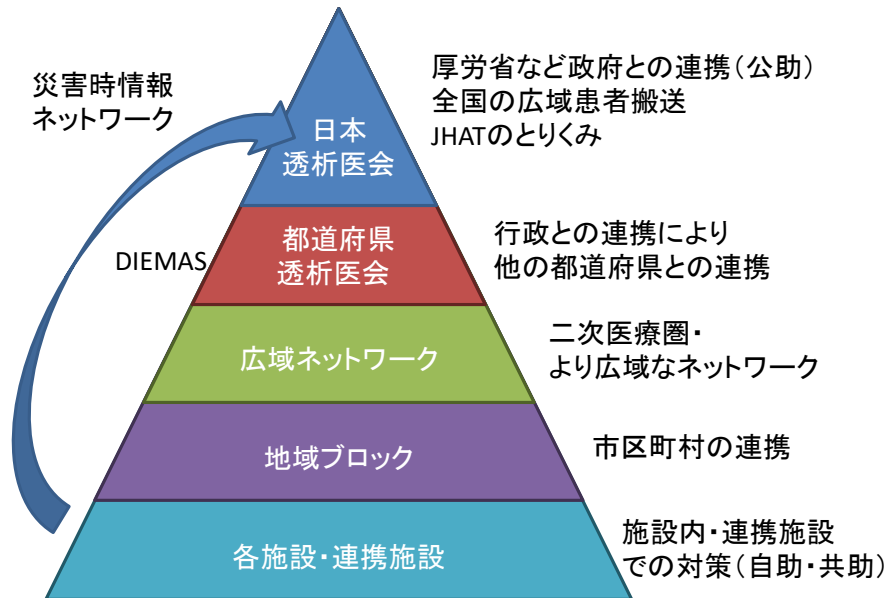 災害時情報
ネットワーク
日本
透析医会
厚労省など政府との連携（公助）
全国の広域患者搬送
JHATのとりくみ
DIEMAS
都道府県
透析医会
行政との連携により
他の都道府県との連携
広域ネットワーク
二次医療圏・
より広域なネットワーク
地域ブロック
市区町村の連携
各施設・連携施設
施設内・連携施設
での対策（自助・共助）